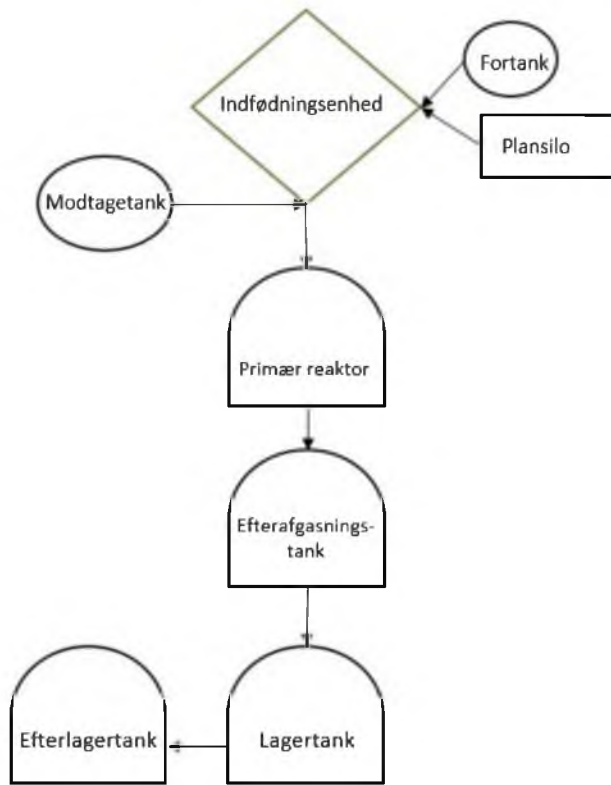 Fortank
Indfødningsenhed
Plansilo
Modtagetank
Primær reaktor
Efterafgasnings-
tank
Efterlagertank
Lagertank